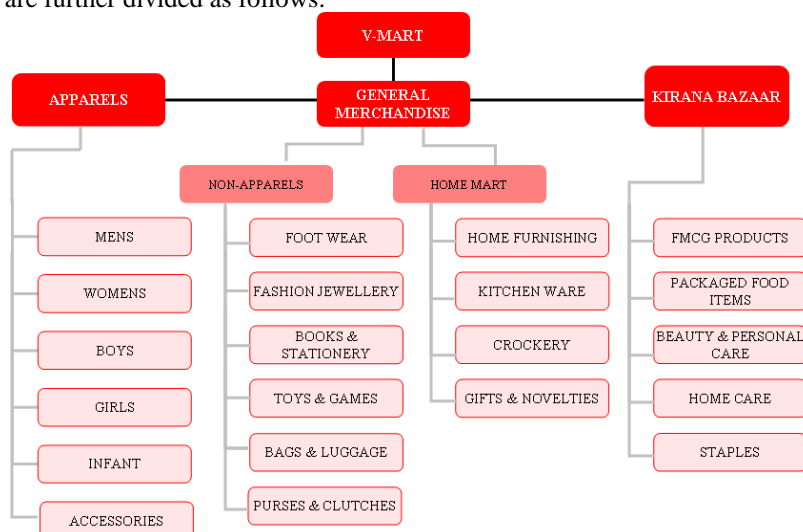 are further divided as follows:
V-MART
APPARELS
GENERAL
MERCHANDISE
KIRANA BAZAAR
NON-APPARELS
HOME MART
MENS
WOMENS
BOYS
GIRLS
INFANT
ACCESSORIES
FOOT WEAR
FASHION JEWELLERY
BOOKS &
STATIONERY
TOYS & GAMES
BAGS & LUGGAGE
PURSES & CLUTCHES
HOME FURNISHING
KITCHEN WARE
CROCKERY
GIFTS & NOVELTIES
FMCG PRODUCTS
PACKAGED FOOD
ITEMS
BEAUTY & PERSONAL
CARE
HOME CARE
STAPLES